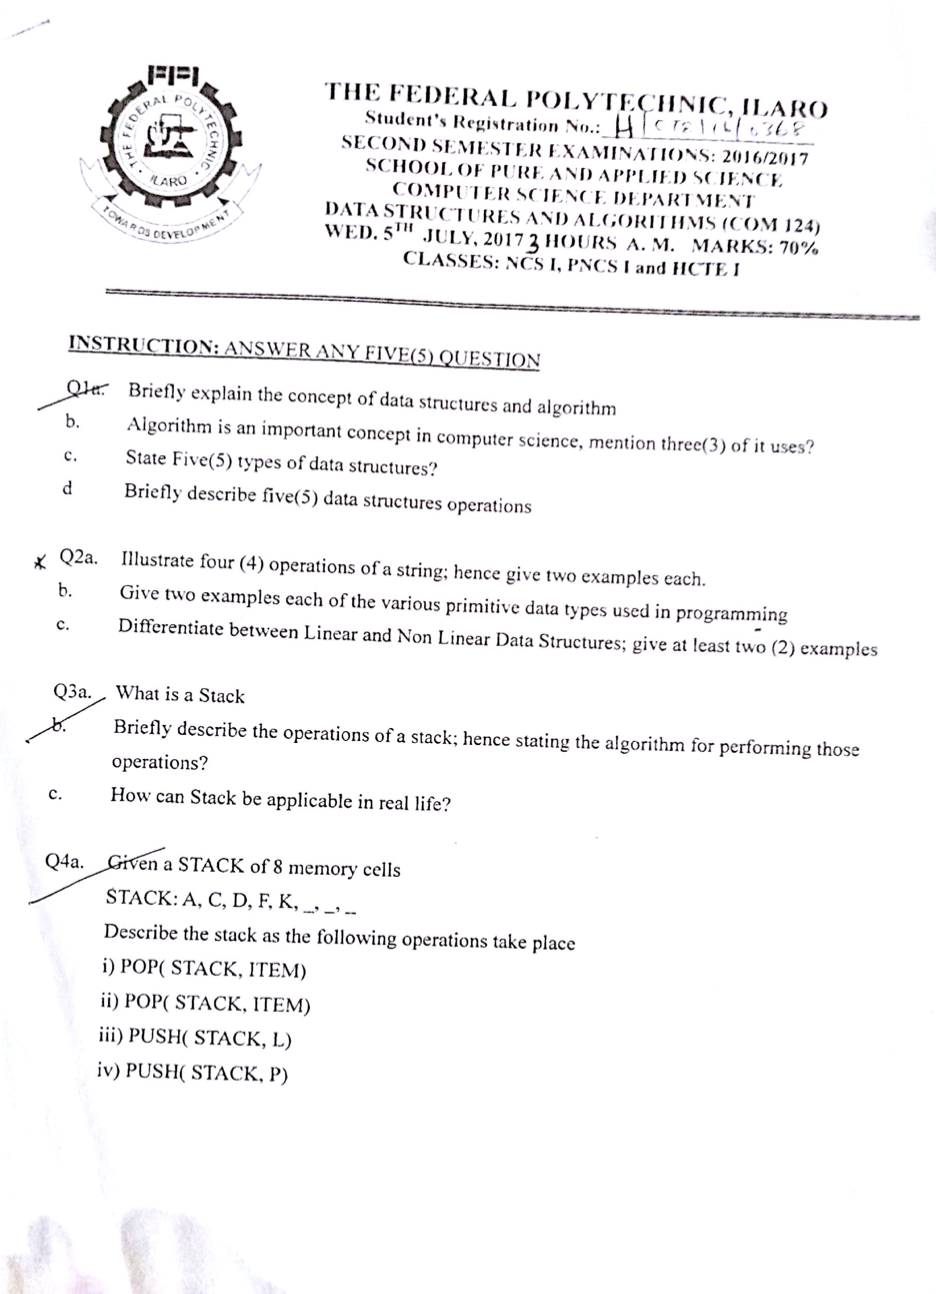 FPI
THE FEDERAL POLYTECHNIC,
ILARO
TOWARDS DEVELOPMENT
THE FEDERAL POLYTECHNIC, ILARO
Student's Registration No.: H/CTE/16/0368
SECOND SEMESTER EXAMINATIONS: 2016/2017
SCHOOL OF PURE AND APPLIED SCIENCE
COMPUTER SCIENCE DEPARTMENT
DATA STRUCTURES AND ALGORITHMS (COM 124)
WED. 5TH JULY, 2017 3 HOURS A. M. MARKS: 70%
CLASSES: NCS I, PNCS I and HCTE I
INSTRUCTION: ANSWER ANY FIVE(5) QUESTION
Q1a. Briefly explain the concept of data structures and algorithm
b. Algorithm is an important concept in computer science, mention three(3) of it uses?
c. State Five(5) types of data structures?
d Briefly describe five(5) data structures operations
Q2a. Illustrate four (4) operations of a string; hence give two examples each.
b. Give two examples each of the various primitive data types used in programming
c. Differentiate between Linear and Non Linear Data Structures; give at least two (2) examples
Q3a. What is a Stack
b. Briefly describe the operations of a stack; hence stating the algorithm for performing those
operations?
c. How can Stack be applicable in real life?
Q4a. Given a STACK of 8 memory cells
STACK: A, C, D, F, K, _, _, _
Describe the stack as the following operations take place
i) POP( STACK, ITEM)
ii) POP( STACK, ITEM)
iii) PUSH( STACK, L)
iv) PUSH( STACK, P)